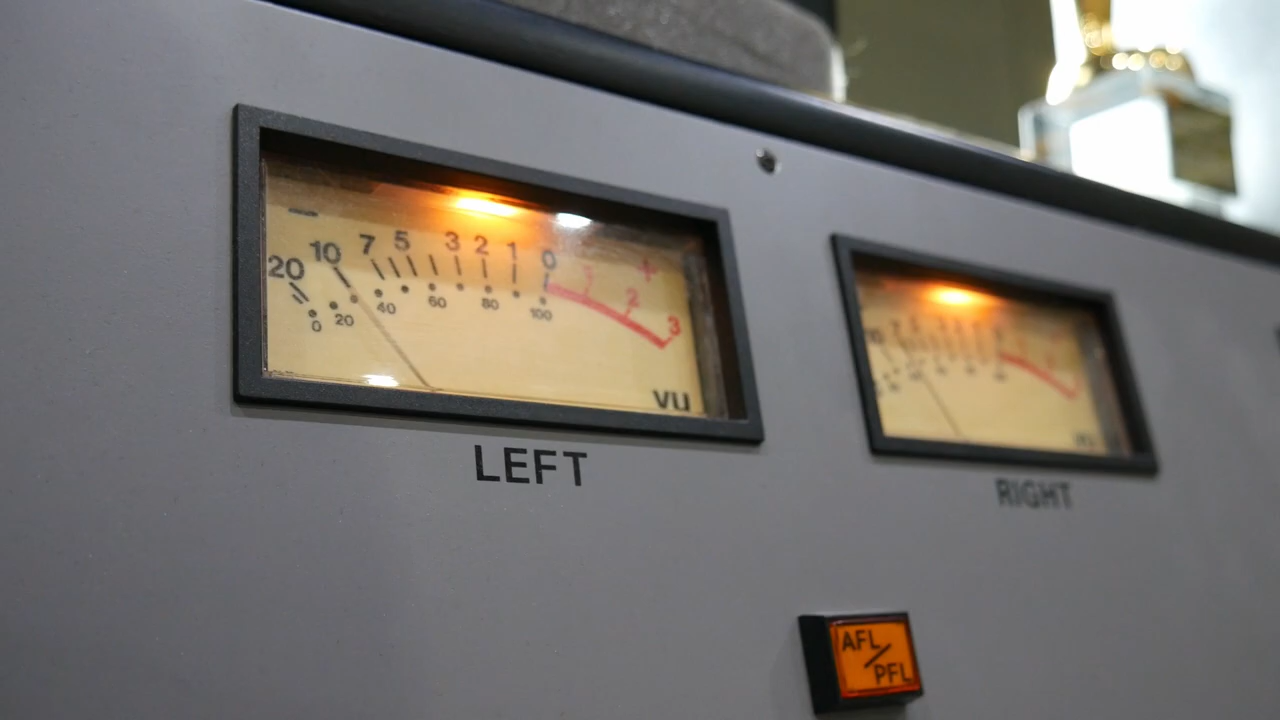 − +
20 10 7 5 3 2 1 0 1 2 3
0 20 40 60 80 100
VU
LEFT
RIGHT
AFL/PFL